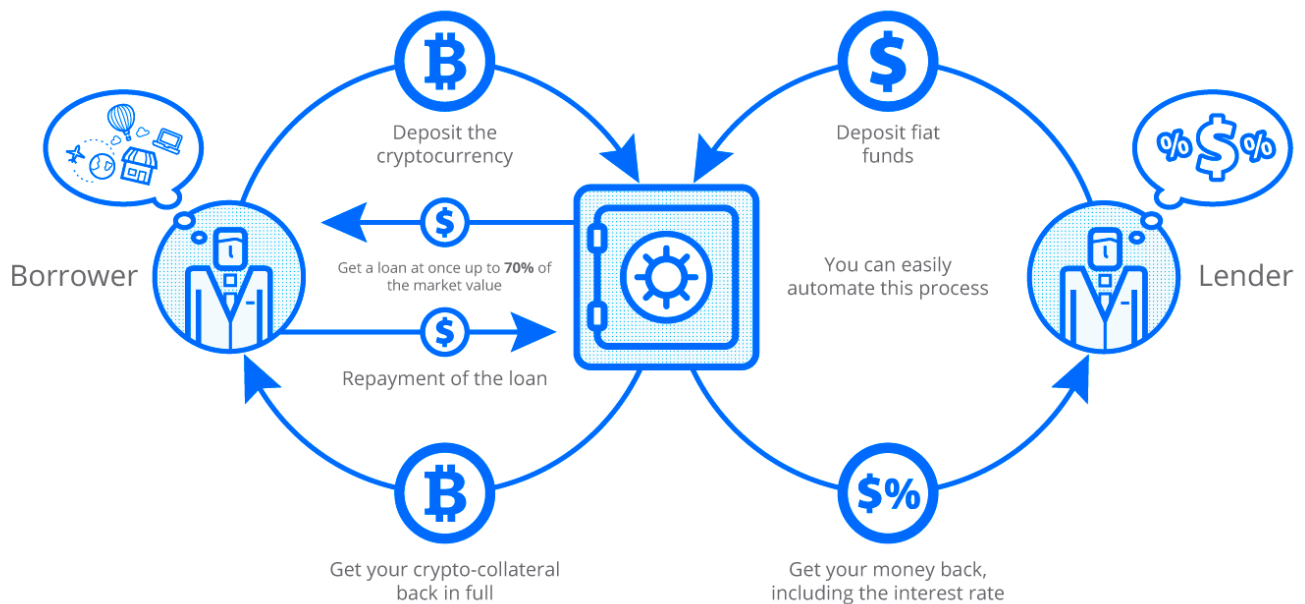 Deposit the
cryptocurrency
Deposit fiat
funds
Get a loan at once up to 70% of
the market value
Borrower
You can easily
automate this process
Lender
Repayment of the loan
$%
Get your crypto-collateral
back in full
Get your money back,
including the interest rate